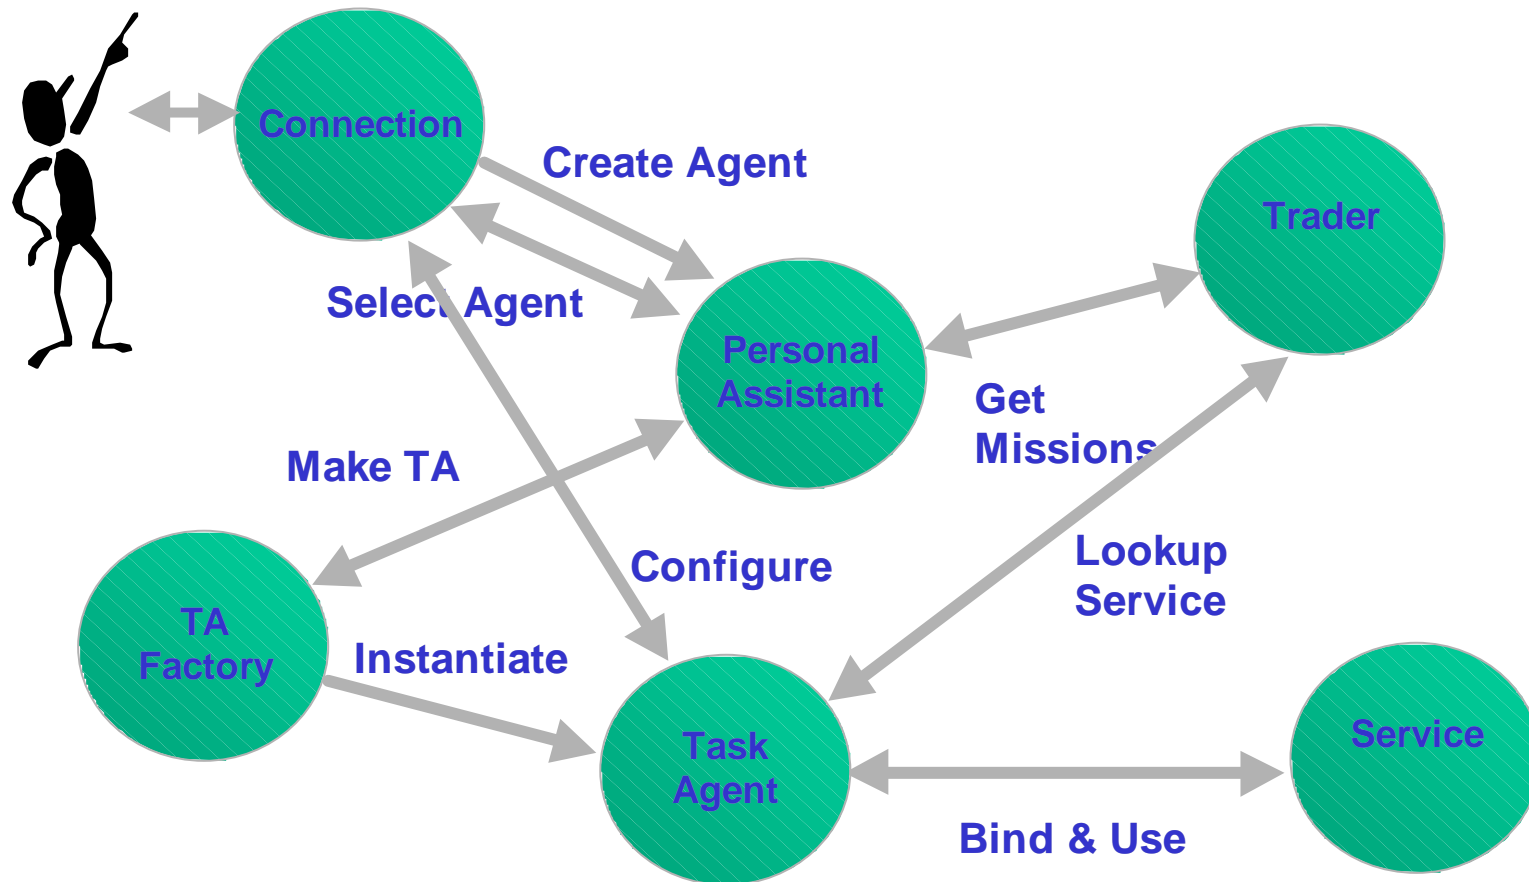 Connection
Create Agent
Trader
Select Agent
Personal
Assistant
Get
Missions
Make TA
Configure
Lookup
Service
TA
Factory
Instantiate
Task
Agent
Service
Bind & Use